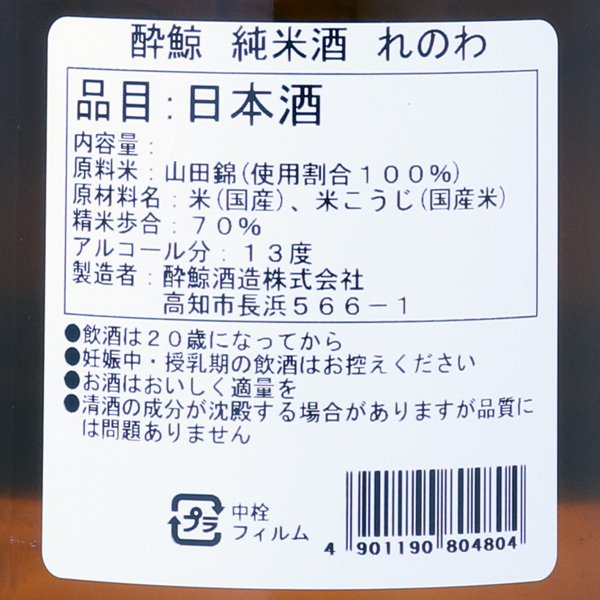 酔鯨 純米酒 れのわ
品目:日本酒
内容量:
原料米:山田錦(使用割合100%)
原材料名:米(国産)、米こうじ(国産米)
精米歩合:70%
アルコール分:13度
製造者:酔鯨酒造株式会社
高知市長浜566-1
●飲酒は20歳になってから
●妊娠中・授乳期の飲酒はお控えください
●お酒はおいしく適量を
●清酒の成分が沈殿する場合がありますが品質に
は問題ありません
プラ
中栓
フィルム
4 901190 804804